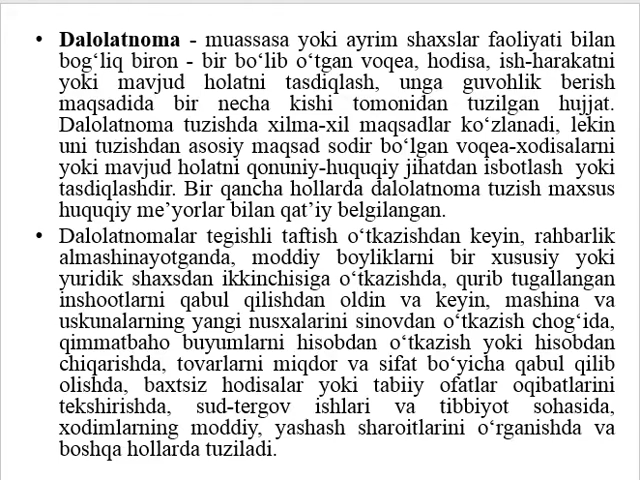 • Dalolatnoma - muassasa yoki ayrim shaxslar faoliyati bilan
bog‘liq biron - bir bo‘lib o‘tgan voqea, hodisa, ish-harakatni
yoki mavjud holatni tasdiqlash, unga guvohlik berish
maqsadida bir necha kishi tomonidan tuzilgan hujjat.
Dalolatnoma tuzishda xilma-xil maqsadlar ko‘zlanadi, lekin
uni tuzishdan asosiy maqsad sodir bo‘lgan voqea-xodisalarni
yoki mavjud holatni qonuniy-huquqiy jihatdan isbotlash yoki
tasdiqlashdir. Bir qancha hollarda dalolatnoma tuzish maxsus
huquqiy me’yorlar bilan qat’iy belgilangan.
• Dalolatnomalar tegishli taftish o‘tkazishdan keyin, rahbarlik
almashinayotganda, moddiy boyliklarni bir xususiy yoki
yuridik shaxsdan ikkinchisiga o‘tkazishda, qurib tugallangan
inshootlarni qabul qilishdan oldin va keyin, mashina va
uskunalarning yangi nusxalarini sinovdan o‘tkazish chog‘ida,
qimmatbaho buyumlarni hisobdan o‘tkazish yoki hisobdan
chiqarishda, tovarlarni miqdor va sifat bo‘yicha qabul qilib
olishda, baxtsiz hodisalar yoki tabiiy ofatlar oqibatlarini
tekshirishda, sud-tergov ishlari va tibbiyot sohasida,
xodimlarning moddiy, yashash sharoitlarini o‘rganishda va
boshqa hollarda tuziladi.